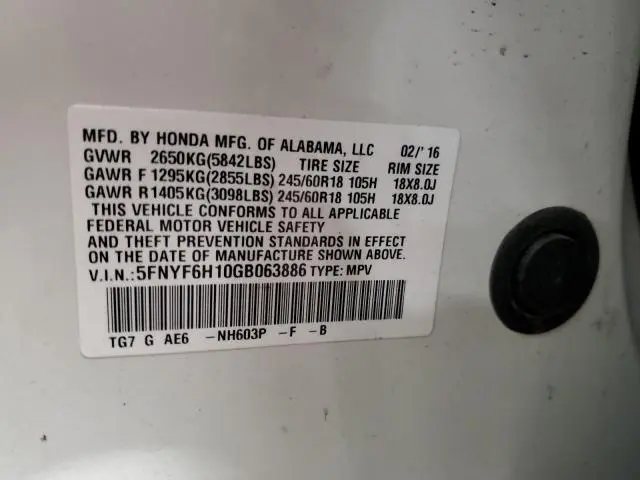 MFD. BY HONDA MFG. OF ALABAMA, LLC 02/' 16
GVWR 2650KG(5842LBS) TIRE SIZE RIM SIZE
GAWR F 1295KG(2855LBS) 245/60R18 105H 18X8.0J
GAWR R 1405KG(3098LBS) 245/60R18 105H 18X8.0J
THIS VEHICLE CONFORMS TO ALL APPLICABLE
FEDERAL MOTOR VEHICLE SAFETY
AND THEFT PREVENTION STANDARDS IN EFFECT
ON THE DATE OF MANUFACTURE SHOWN ABOVE.
V.I.N.: 5FNYF6H10GB063886 TYPE: MPV
TG7 G AE6 -NH603P -F -B